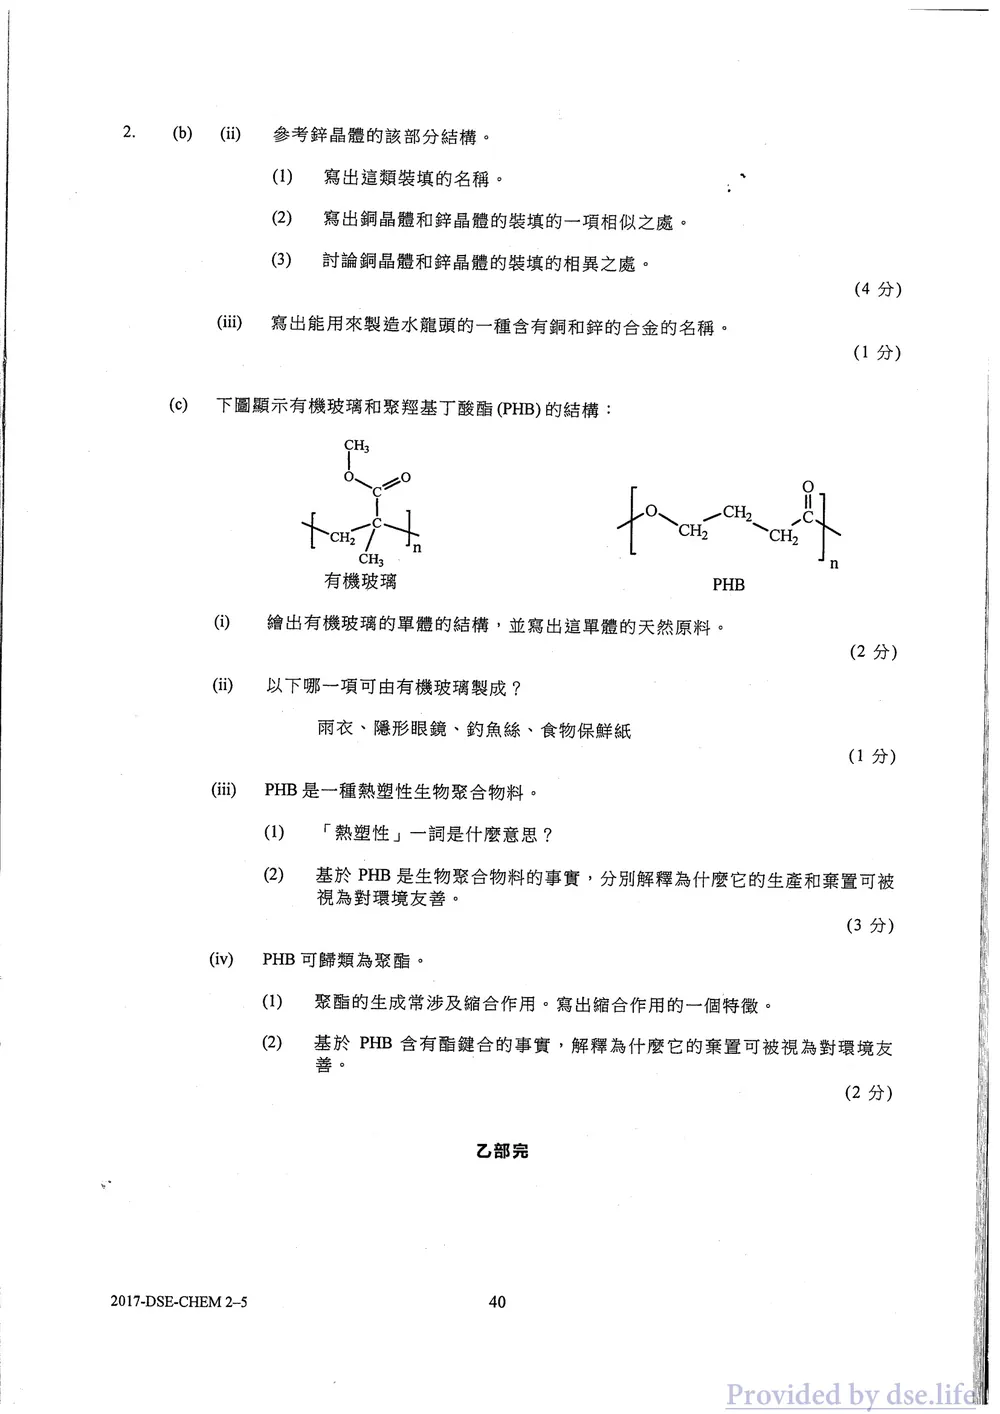 2. (b) (ii) 參考鋅晶體的該部分結構。
(1) 寫出這類裝填的名稱。
(2) 寫出銅晶體和鋅晶體的裝填的一項相似之處。
(3) 討論銅晶體和鋅晶體的裝填的相異之處。
(4 分)
(iii) 寫出能用來製造水龍頭的一種含有銅和鋅的合金的名稱。
(1 分)
(c) 下圖顯示有機玻璃和聚羥基丁酸酯 (PHB) 的結構：
CH3
O C O
CH2 C n
CH3
有機玻璃
O
O CH2 CH2 CH2 C n
PHB
(i) 繪出有機玻璃的單體的結構，並寫出這單體的天然原料。
(2 分)
(ii) 以下哪一項可由有機玻璃製成？
雨衣、隱形眼鏡、釣魚絲、食物保鮮紙
(1 分)
(iii) PHB 是一種熱塑性生物聚合物料。
(1) 「熱塑性」一詞是什麼意思？
(2) 基於 PHB 是生物聚合物料的事實，分別解釋為什麼它的生產和棄置可被
視為對環境友善。
(3 分)
(iv) PHB 可歸類為聚酯。
(1) 聚酯的生成常涉及縮合作用。寫出縮合作用的一個特徵。
(2) 基於 PHB 含有酯鍵合的事實，解釋為什麼它的棄置可被視為對環境友
善。
(2 分)
乙部完
2017-DSE-CHEM 2–5
40
Provided by dse.life